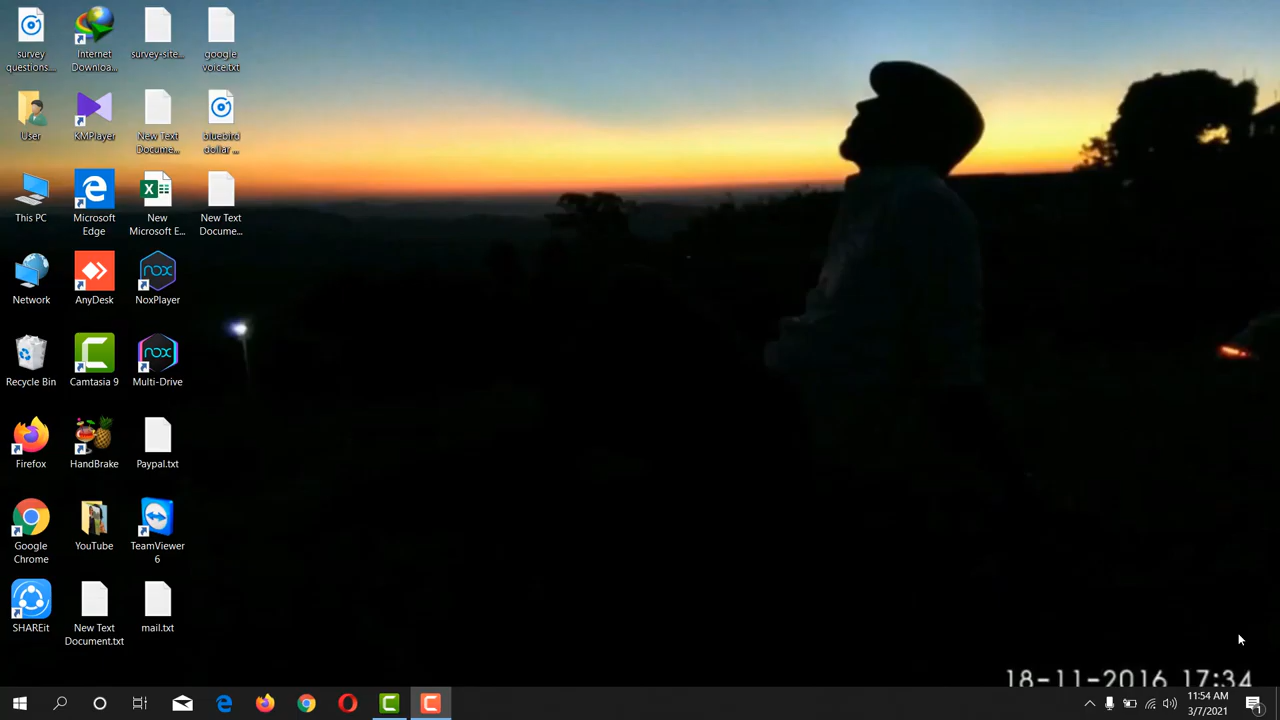 survey
questions....
Internet
Downloa...
survey-site...
google
voice.txt
User
KMPlayer
New Text
Docume...
bluebird
dollar ...
This PC
Microsoft
Edge
New
Microsoft E...
New Text
Docume...
Network
AnyDesk
NoxPlayer
Recycle Bin
Camtasia 9
Multi-Drive
Firefox
HandBrake
Paypal.txt
Google
Chrome
YouTube
TeamViewer
6
SHAREit
New Text
Document.txt
mail.txt
18-11-2016 17:34
11:54 AM
3/7/2021